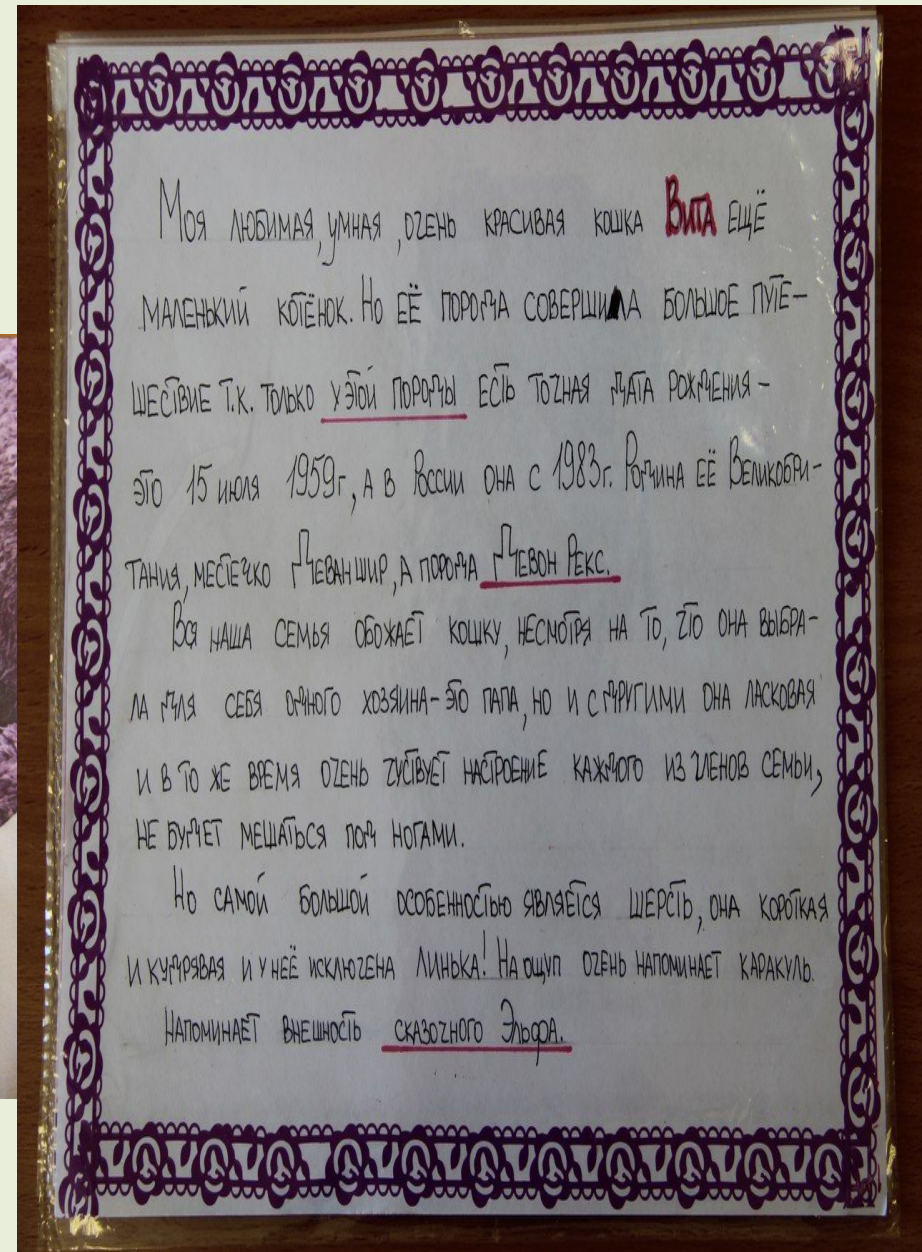 Моя любимая, умная, очень красивая кошка Вита ещё
маленький котёнок. Но её порода совершила большое путе-
шествие т.к. только у этой породы есть точная дата рождения-
это 15 июля 1959г, а в России она с 1983г. Родина её Великобри-
тания, местечко Деваншир, а порода Девон Рекс.
Вся наша семья обожает кошку, несмотря на то, что она выбра-
ла для себя одного хозяина-это папа, но и с другими она ласковая
и в то же время очень чуствует настроение каждого из членов семьи,
не будет мешаться под ногами.
Но самой большой особенностью является шерсть, она короткая
и кудрявая и у неё исключена линька! На ощуп очень напоминает каракуль.
Напоминает внешность сказочного Эльфа.